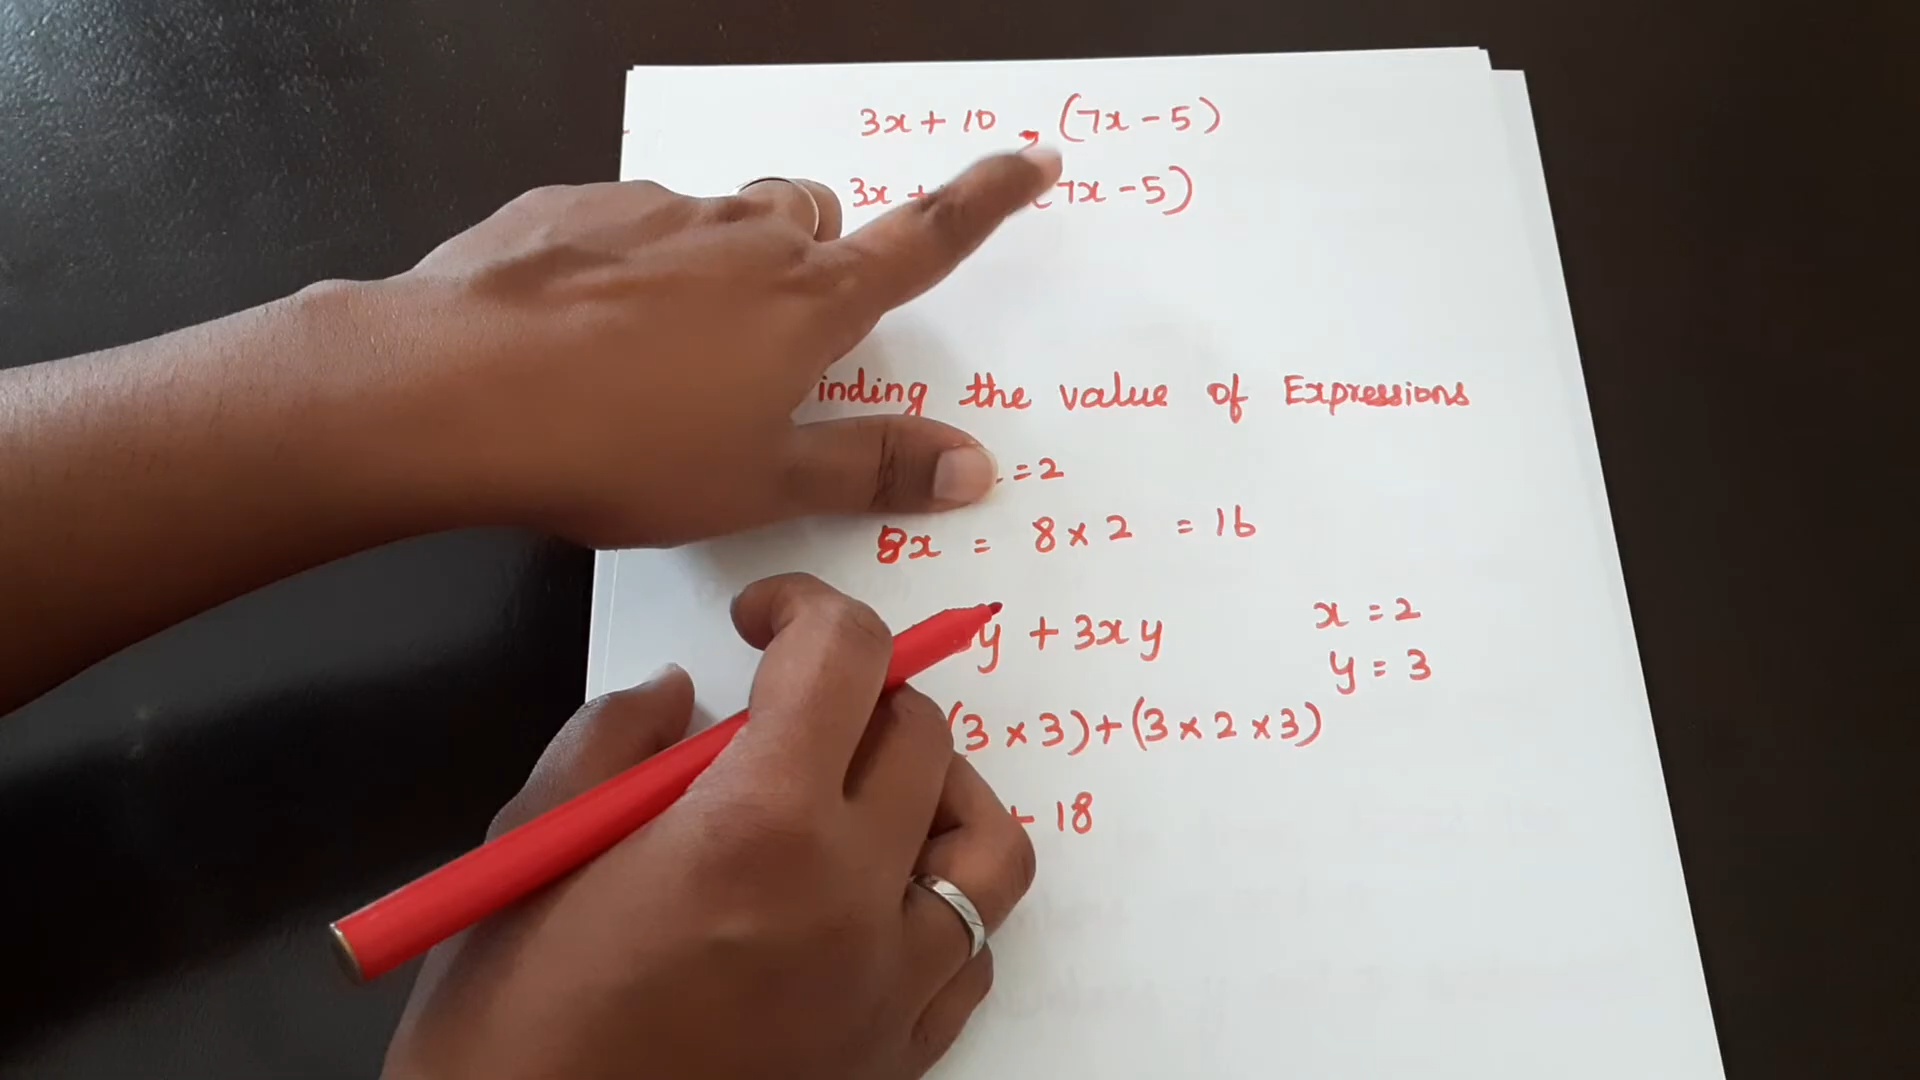 3x + 10 - (7x - 5)
3x + (7x - 5)
inding the value of Expressions
= 2
8x = 8 × 2 = 16
y + 3xy x = 2
y = 3
(3 × 3) + (3 × 2 × 3)
+ 18